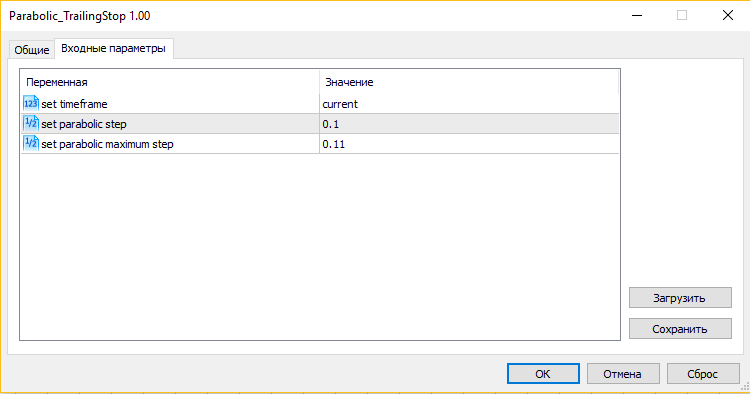 Parabolic_TrailingStop 1.00
Общие
Входные параметры
Переменная Значение
123 set timeframe current
1/2 set parabolic step 0.1
1/2 set parabolic maximum step 0.11
Загрузить
Сохранить
ОК Отмена Сброс